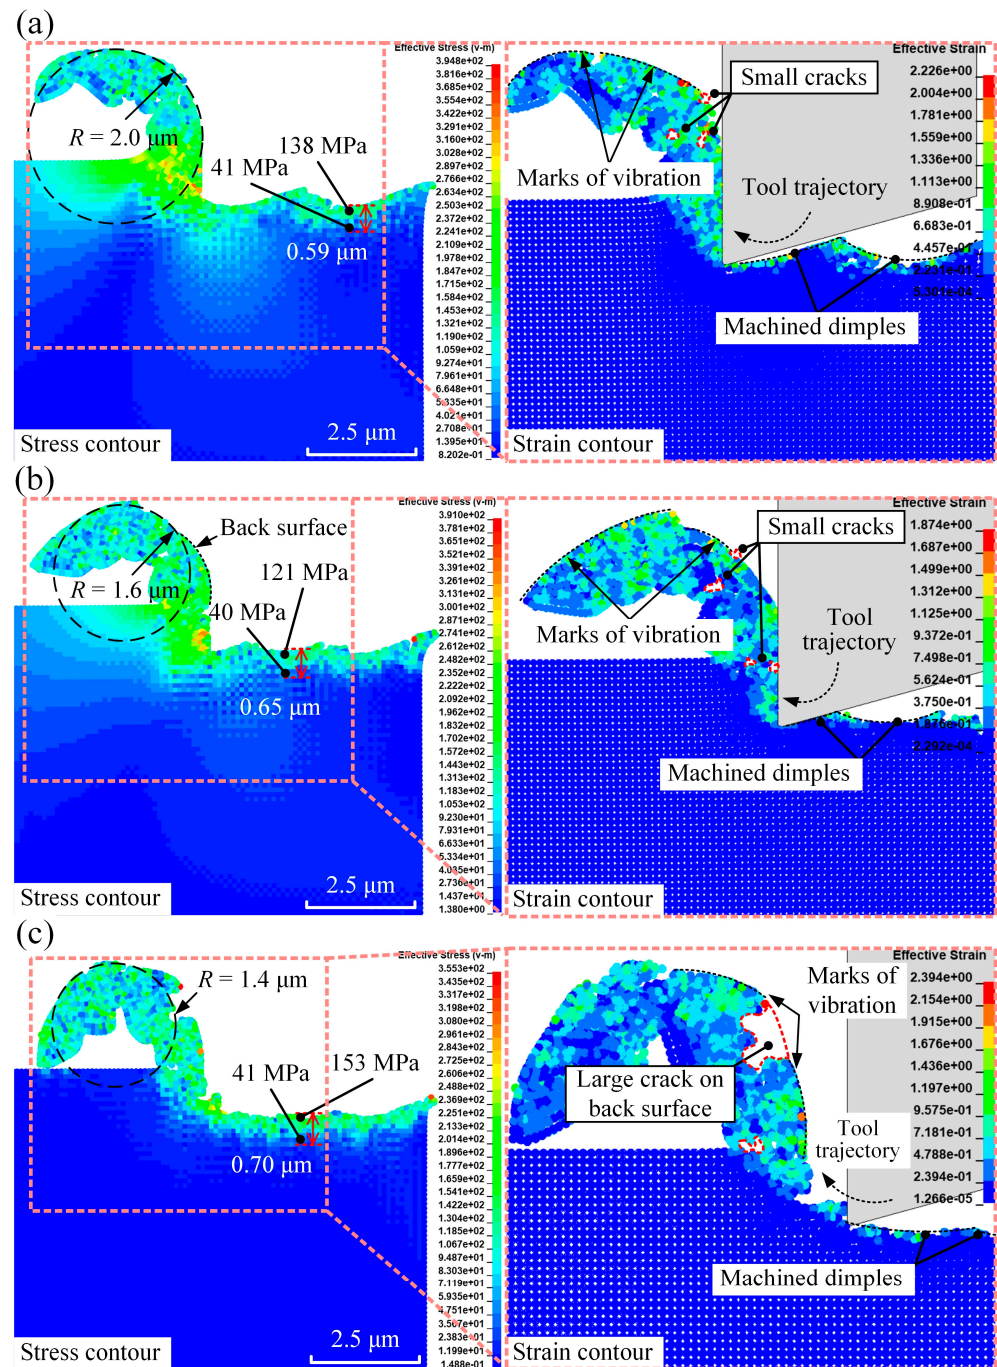 (a)
Effective Stress (v-m)
3.948e+02
3.816e+02
3.685e+02
3.554e+02
3.422e+02
3.291e+02
3.160e+02
3.028e+02
2.897e+02
2.766e+02
2.634e+02
2.503e+02
2.372e+02
2.241e+02
2.109e+02
1.978e+02
1.847e+02
1.715e+02
1.584e+02
1.453e+02
1.321e+02
1.190e+02
1.059e+02
9.274e+01
7.961e+01
6.648e+01
5.335e+01
4.021e+01
2.708e+01
1.395e+01
8.202e-01
R = 2.0 μm
138 MPa
41 MPa
0.59 μm
2.5 μm
Stress contour
Effective Strain
2.226e+00
2.004e+00
1.781e+00
1.559e+00
1.336e+00
1.113e+00
8.908e-01
6.683e-01
4.457e-01
2.231e-01
5.301e-04
Small cracks
Marks of vibration
Tool trajectory
Machined dimples
Strain contour
(b)
Effective Stress (v-m)
3.910e+02
3.781e+02
3.651e+02
3.521e+02
3.391e+02
3.261e+02
3.131e+02
3.001e+02
2.871e+02
2.741e+02
2.612e+02
2.482e+02
2.352e+02
2.222e+02
2.092e+02
1.962e+02
1.832e+02
1.702e+02
1.572e+02
1.443e+02
1.313e+02
1.183e+02
1.053e+02
9.230e+01
7.931e+01
6.633e+01
5.334e+01
4.035e+01
2.736e+01
1.437e+01
1.380e+00
Back surface
R = 1.6 μm
121 MPa
40 MPa
0.65 μm
2.5 μm
Stress contour
Effective Strain
1.874e+00
1.687e+00
1.499e+00
1.312e+00
1.125e+00
9.372e-01
7.498e-01
5.624e-01
3.750e-01
1.876e-01
2.292e-04
Small cracks
Marks of vibration
Tool
trajectory
Machined dimples
Strain contour
(c)
Effective Stress (v-m)
3.553e+02
3.435e+02
3.317e+02
3.198e+02
3.080e+02
2.961e+02
2.843e+02
2.725e+02
2.606e+02
2.488e+02
2.369e+02
2.251e+02
2.133e+02
2.014e+02
1.896e+02
1.777e+02
1.659e+02
1.541e+02
1.422e+02
1.304e+02
1.185e+02
1.067e+02
9.487e+01
8.303e+01
7.119e+01
5.935e+01
4.751e+01
3.567e+01
2.383e+01
1.199e+01
1.488e-01
R = 1.4 μm
41 MPa
153 MPa
0.70 μm
2.5 μm
Stress contour
Effective Strain
2.394e+00
2.154e+00
1.915e+00
1.676e+00
1.436e+00
1.197e+00
9.575e-01
7.181e-01
4.788e-01
2.394e-01
1.266e-05
Marks of
vibration
Large crack on
back surface
Tool
trajectory
Machined dimples
Strain contour